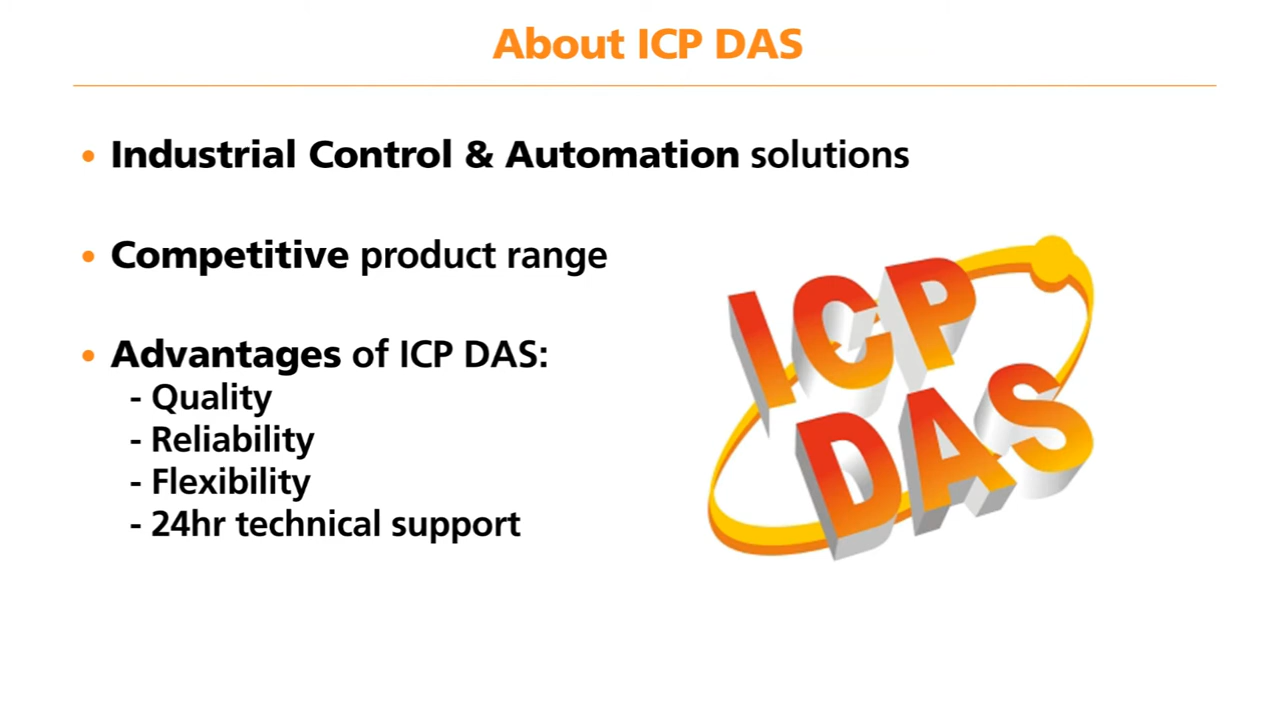 About ICP DAS
• Industrial Control & Automation solutions
• Competitive product range
• Advantages of ICP DAS:
- Quality
- Reliability
- Flexibility
- 24hr technical support
ICP
DAS